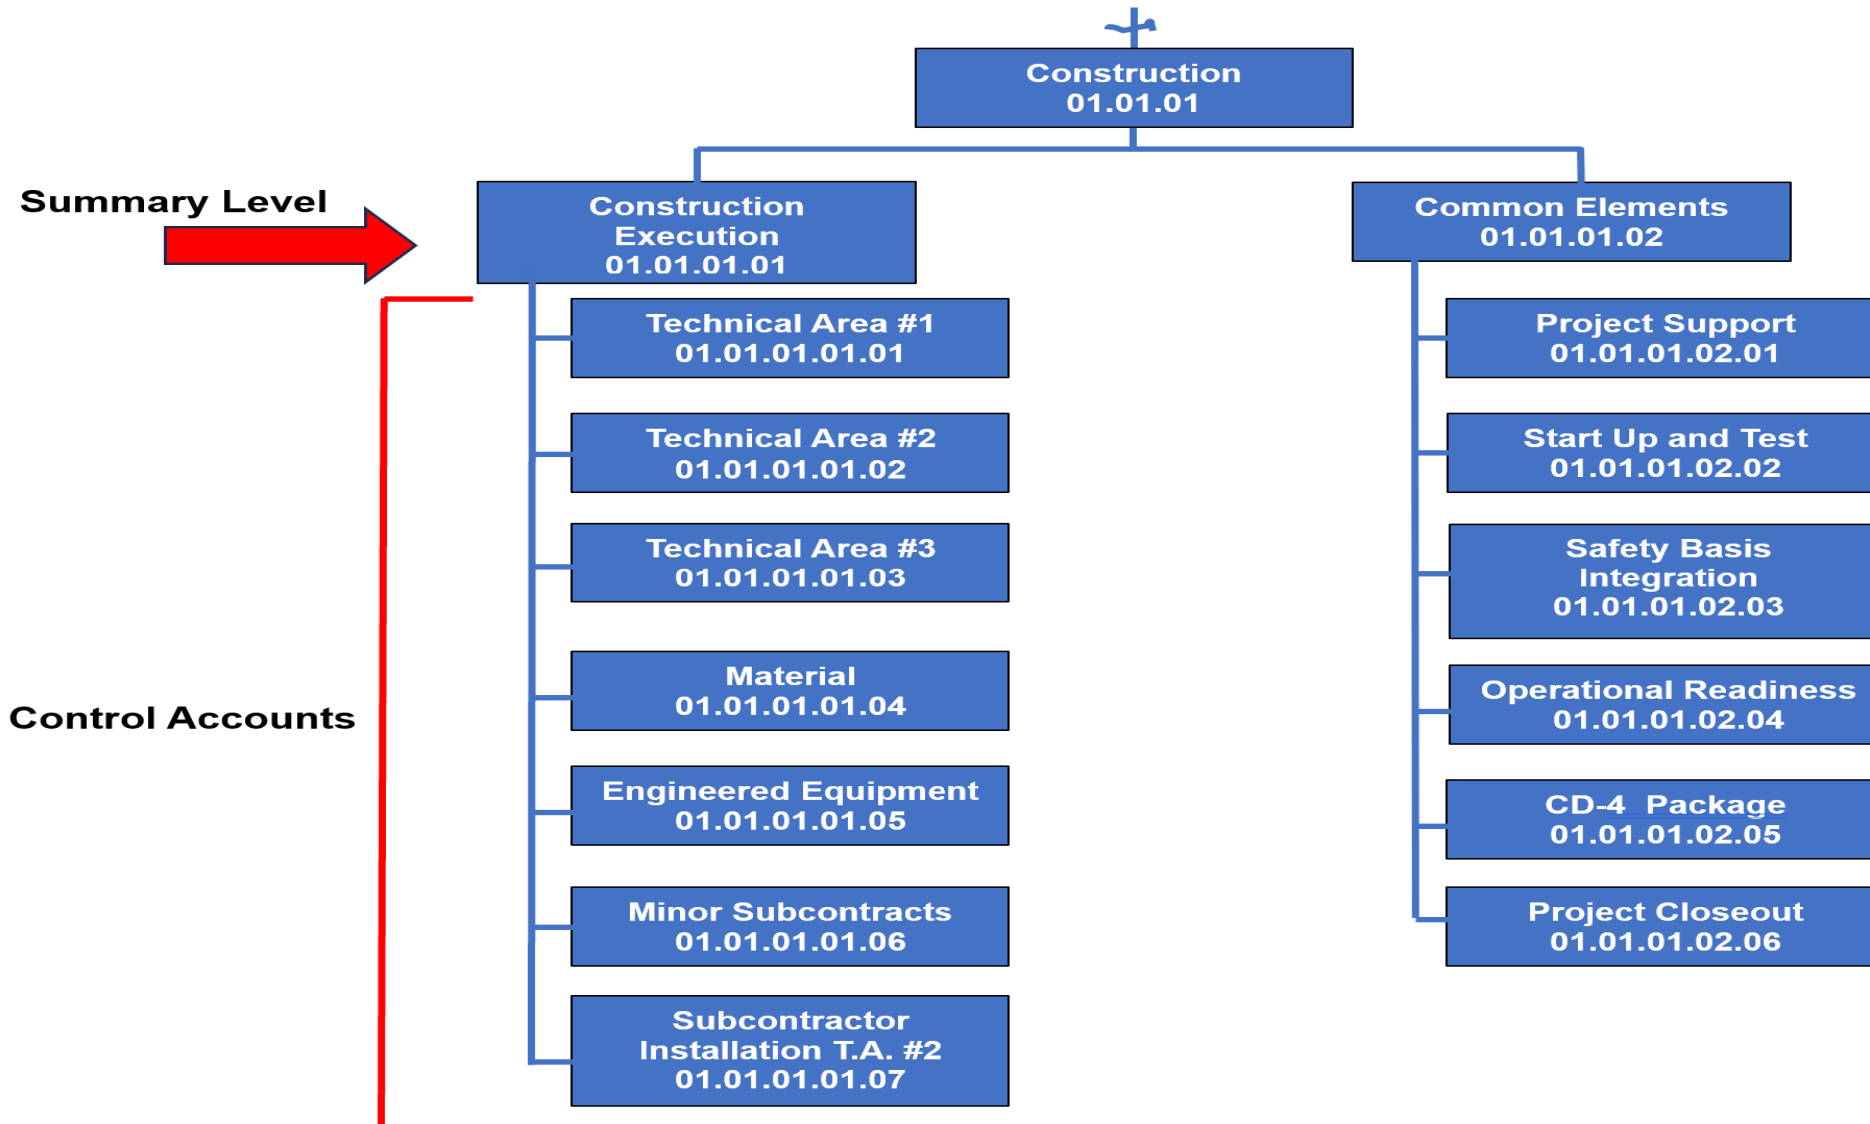 Construction
01.01.01
Summary Level
Construction
Execution
01.01.01.01
Common Elements
01.01.01.02
Control Accounts
Technical Area #1
01.01.01.01.01
Technical Area #2
01.01.01.01.02
Technical Area #3
01.01.01.01.03
Material
01.01.01.01.04
Engineered Equipment
01.01.01.01.05
Minor Subcontracts
01.01.01.01.06
Subcontractor
Installation T.A. #2
01.01.01.01.07
Project Support
01.01.01.02.01
Start Up and Test
01.01.01.02.02
Safety Basis
Integration
01.01.01.02.03
Operational Readiness
01.01.01.02.04
CD-4  Package
01.01.01.02.05
Project Closeout
01.01.01.02.06